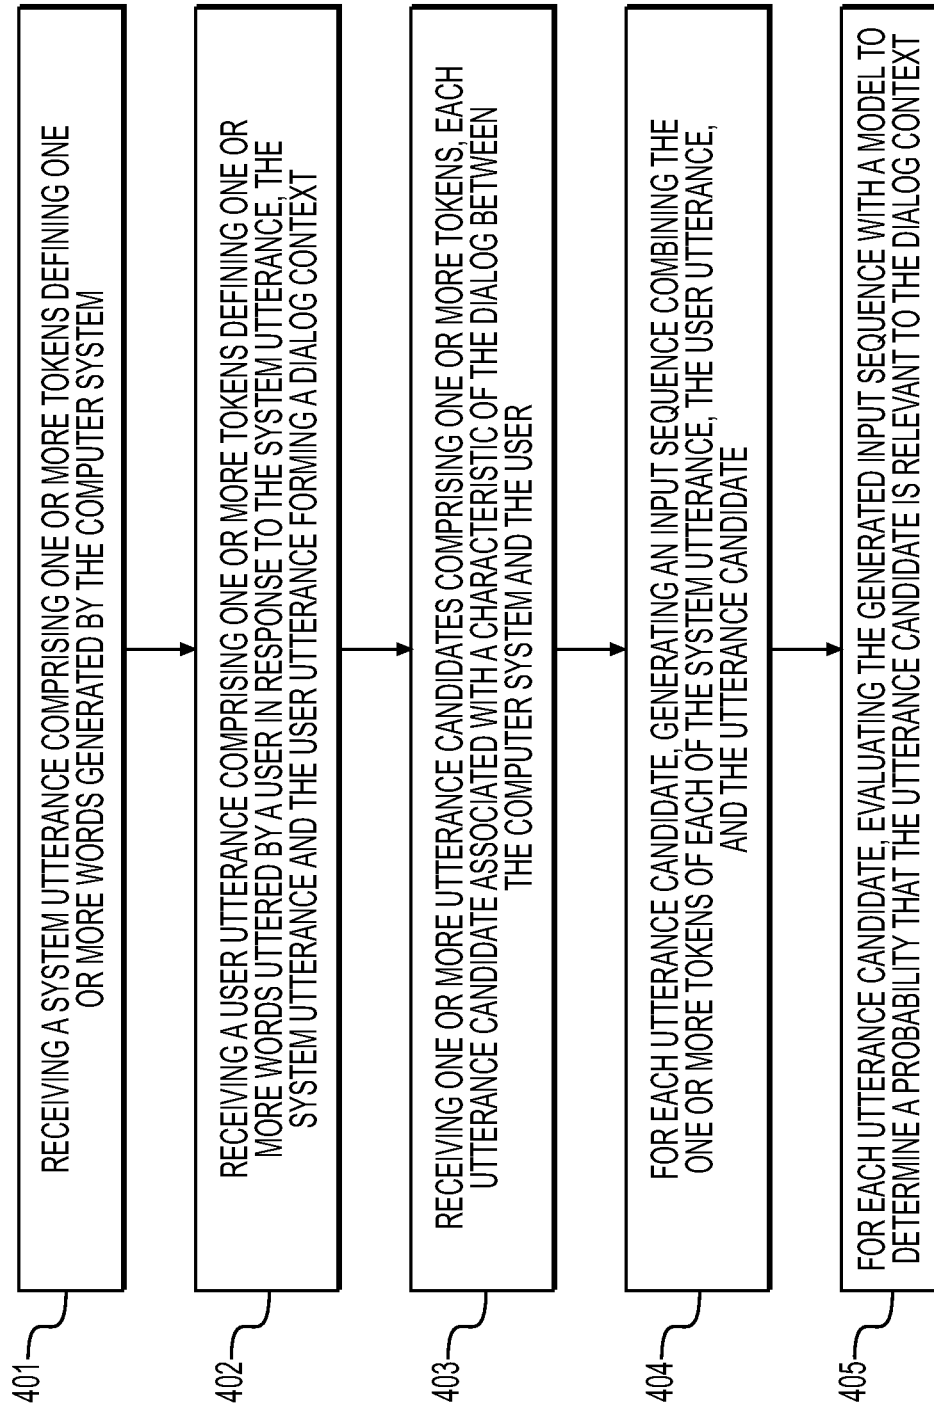 401
RECEIVING A SYSTEM UTTERANCE COMPRISING ONE OR MORE TOKENS DEFINING ONE
OR MORE WORDS GENERATED BY THE COMPUTER SYSTEM
402
RECEIVING A USER UTTERANCE COMPRISING ONE OR MORE TOKENS DEFINING ONE OR
MORE WORDS UTTERED BY A USER IN RESPONSE TO THE SYSTEM UTTERANCE, THE
SYSTEM UTTERANCE AND THE USER UTTERANCE FORMING A DIALOG CONTEXT
403
RECEIVING ONE OR MORE UTTERANCE CANDIDATES COMPRISING ONE OR MORE TOKENS, EACH
UTTERANCE CANDIDATE ASSOCIATED WITH A CHARACTERISTIC OF THE DIALOG BETWEEN
THE COMPUTER SYSTEM AND THE USER
404
FOR EACH UTTERANCE CANDIDATE, GENERATING AN INPUT SEQUENCE COMBINING THE
ONE OR MORE TOKENS OF EACH OF THE SYSTEM UTTERANCE, THE USER UTTERANCE,
AND THE UTTERANCE CANDIDATE
405
FOR EACH UTTERANCE CANDIDATE, EVALUATING THE GENERATED INPUT SEQUENCE WITH A MODEL TO
DETERMINE A PROBABILITY THAT THE UTTERANCE CANDIDATE IS RELEVANT TO THE DIALOG CONTEXT